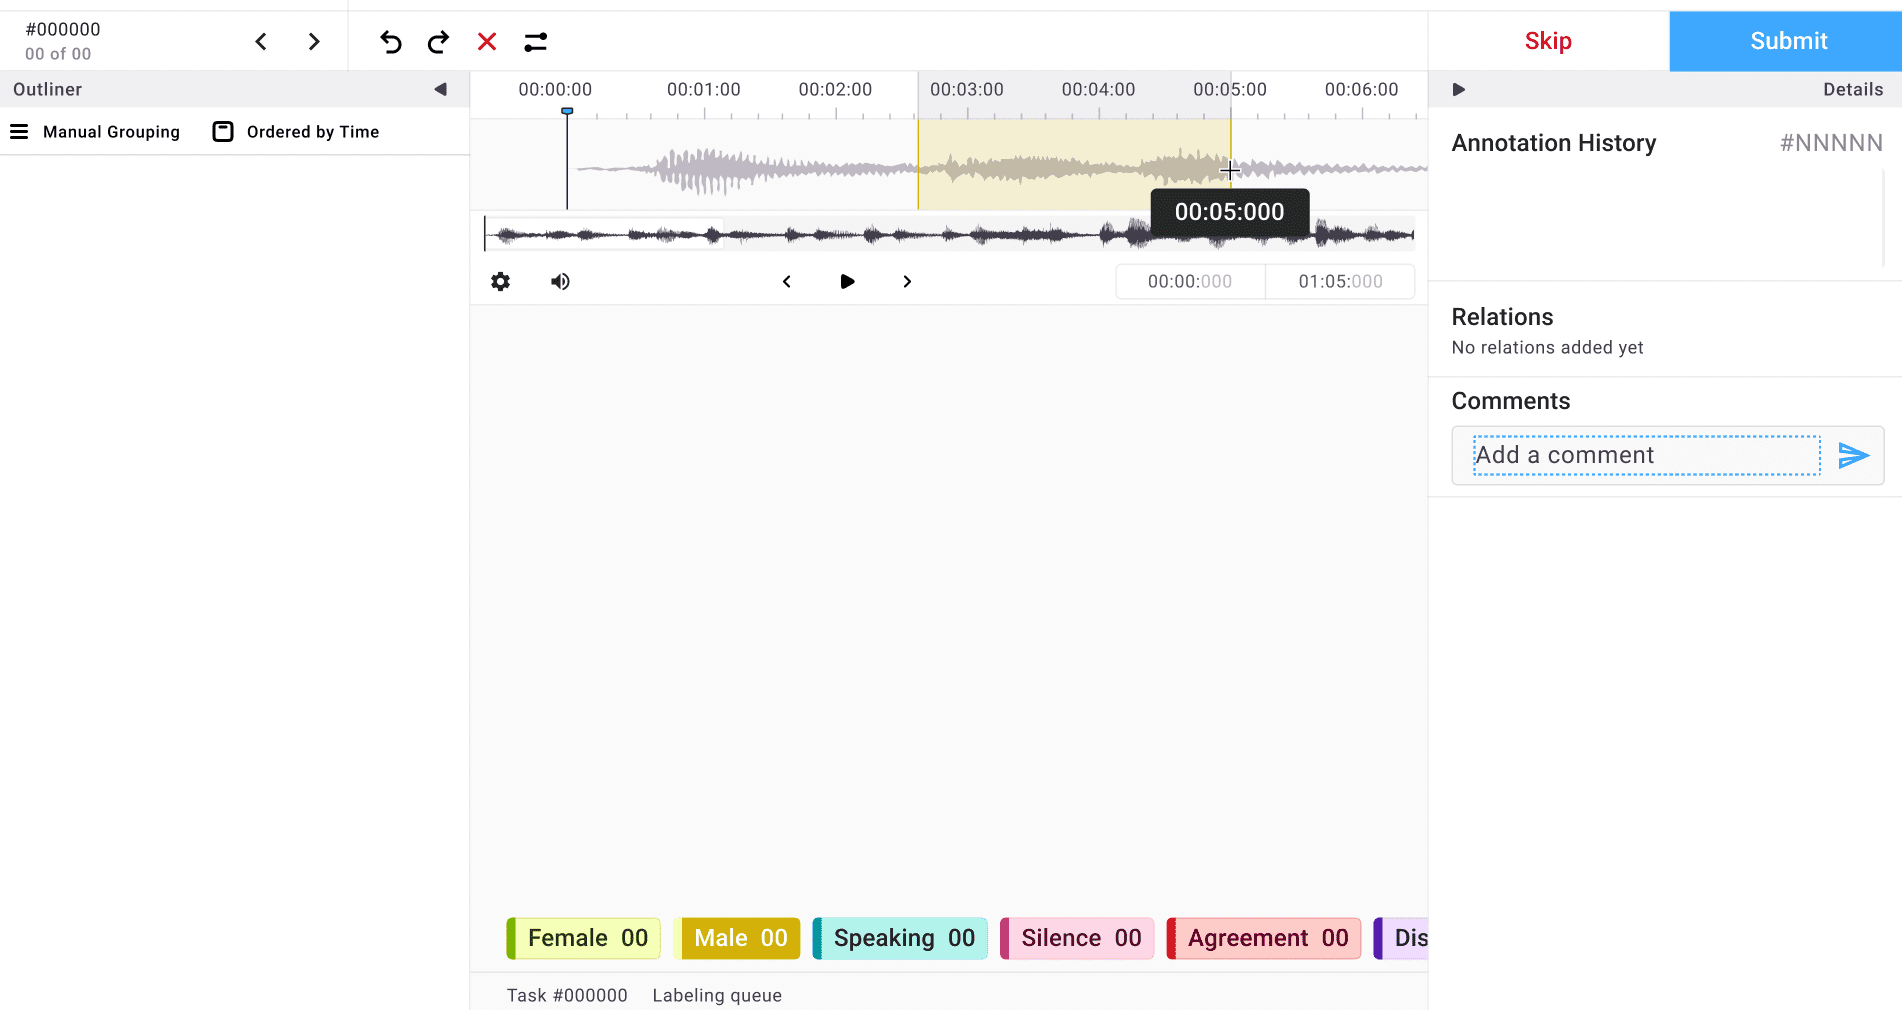 #000000
00 of 00
Skip
Submit
Outliner
00:00:00 00:01:00 00:02:00 00:03:00 00:04:00 00:05:00 00:06:00
Details
Manual Grouping
Ordered by Time
Annotation History #NNNNN
00:05:000
00:00:000
01:05:000
Relations
No relations added yet
Comments
Add a comment
Female 00
Male 00
Speaking 00
Silence 00
Agreement 00
Dis
Task #000000 Labeling queue